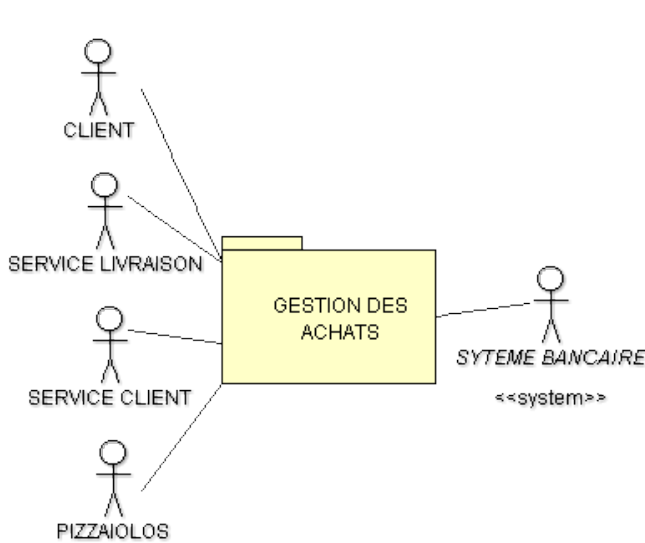 CLIENT
SERVICE LIVRAISON
GESTION DES
ACHATS
SYTEME BANCAIRE
<<system>>
SERVICE CLIENT
PIZZAIOLOS